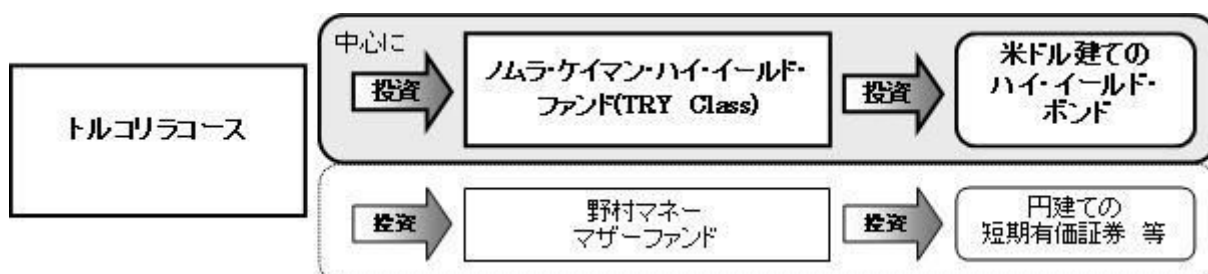 トルコリラコース
中心に
投資
ノムラ・ケイマン・ハイ・イールド・
ファンド(TRY Class)
投資
米ドル建ての
ハイ・イールド・
ボンド
投資
野村マネー
マザーファンド
投資
円建ての
短期有価証券 等